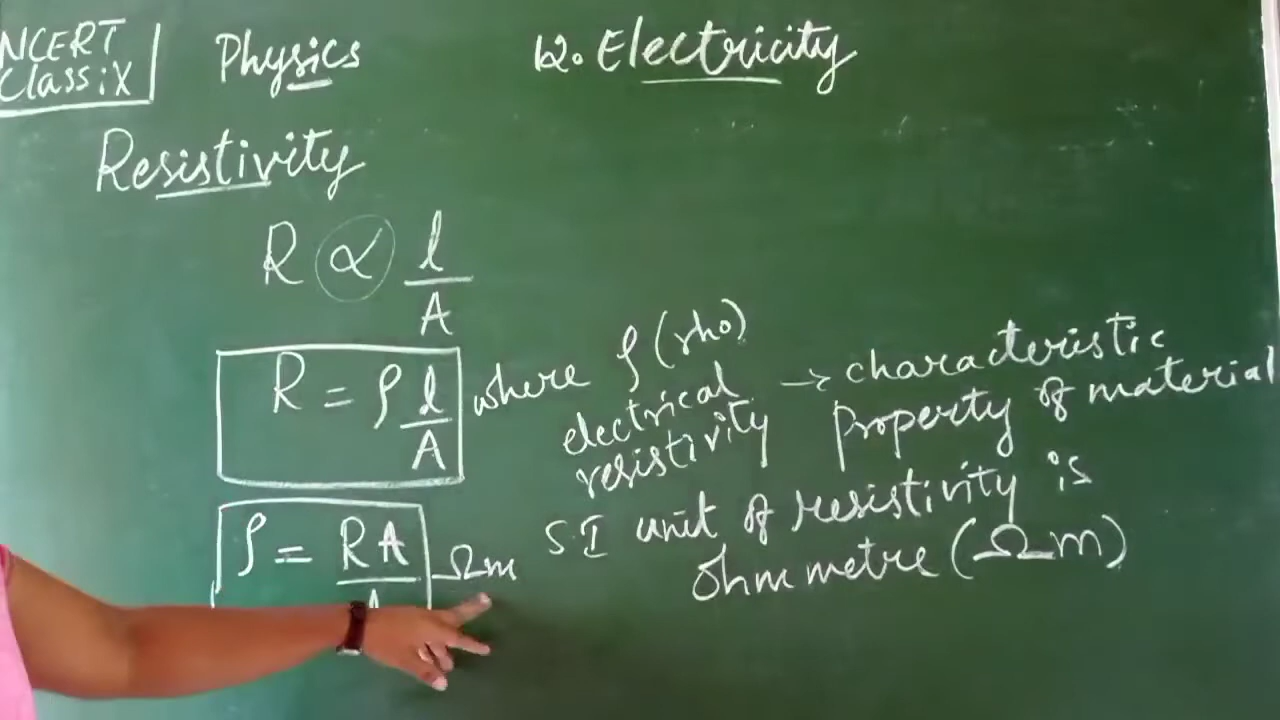 NCERT
Class iX
Physics
12. Electricity
Resistivity
R ∝ l/A
R = ρ l/A
where ρ (rho)
electrical
resistivity
→ characteristic
property of material
S.I unit of resistivity is
ohm metre (Ωm)
ρ = RA/ Ωm